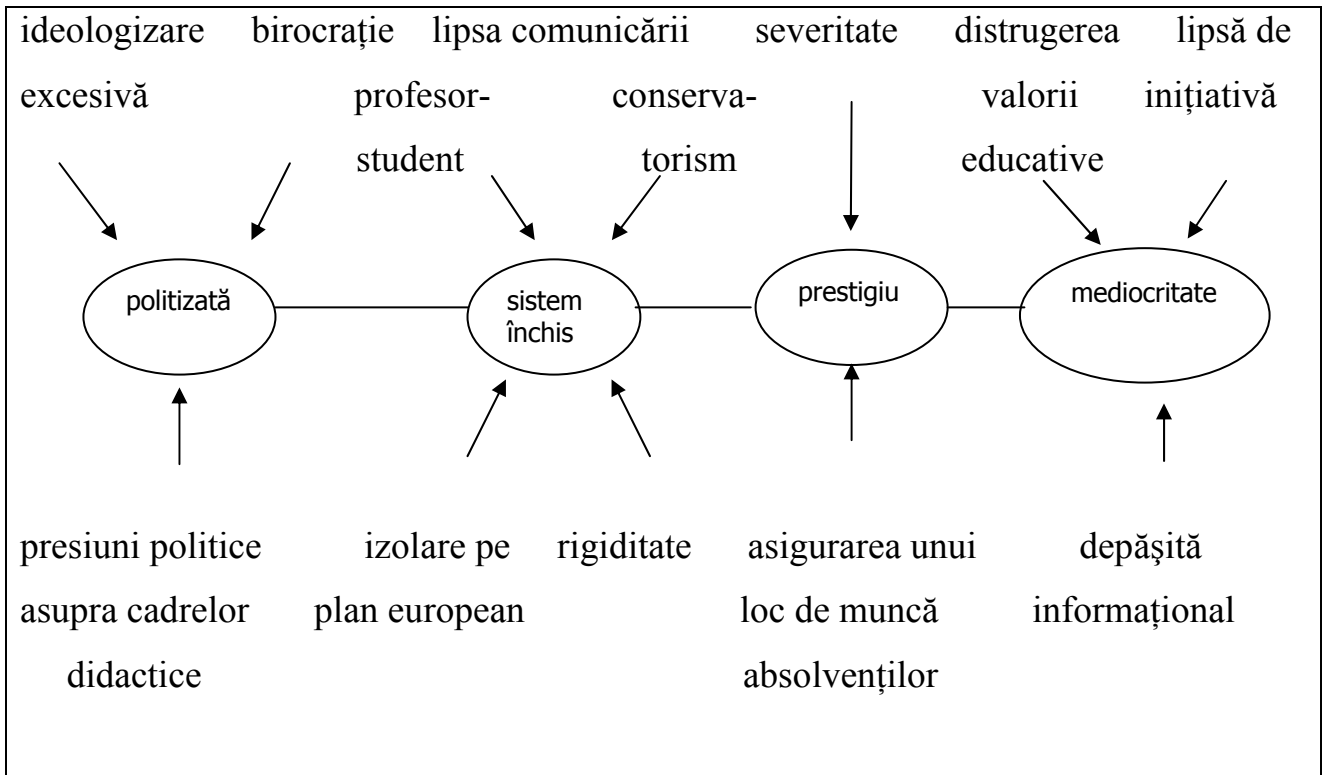 ideologizare birocrație lipsa comunicării severitate distrugerea lipsă de
excesivă profesor- conserva- valorii inițiativă
student torism educative
politizată
sistem
închis
prestigiu
mediocritate
presiuni politice izolare pe rigiditate asigurarea unui depăşită
asupra cadrelor plan european loc de muncă informațional
didactice absolvenților